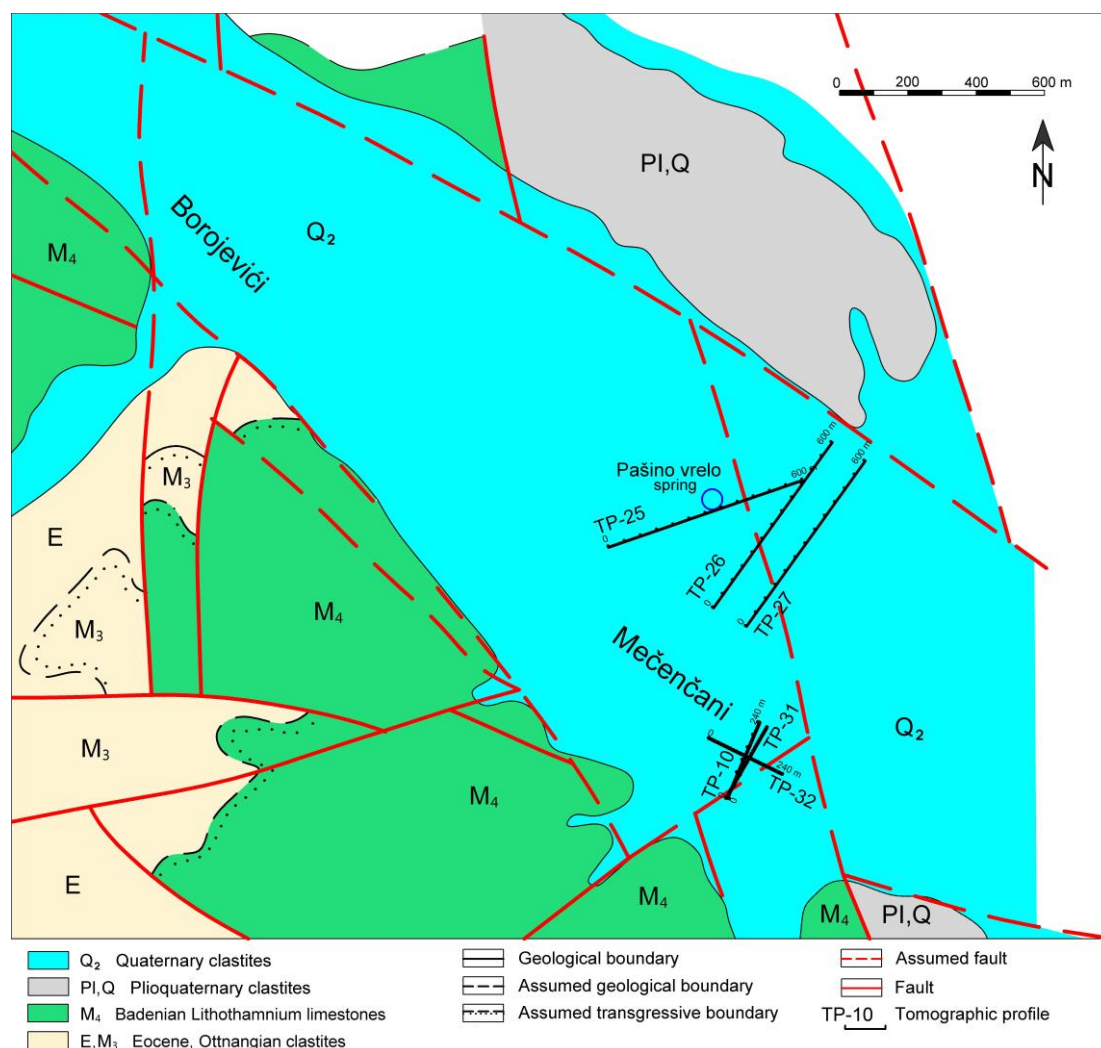 0 200 400 600 m
N
Pl,Q
Borojevići
Q₂
M₄
M₃
E
M₃
M₄
Pašino vrelo
spring
600 m
600 m
600
TP-25
0
TP-26
0
TP-27
0
Mečenčani
240 m
0
TP-31
TP-10
240 m
TP-32
0
Q₂
M₃
M₄
E
M₄
M₄
Pl,Q
Q₂ Quaternary clastites
Pl,Q Plioquaternary clastites
M₄ Badenian Lithothamnium limestones
E,M₃ Eocene, Ottnangian clastites
Geological boundary
Assumed geological boundary
Assumed transgressive boundary
Assumed fault
Fault
TP-10 Tomographic profile